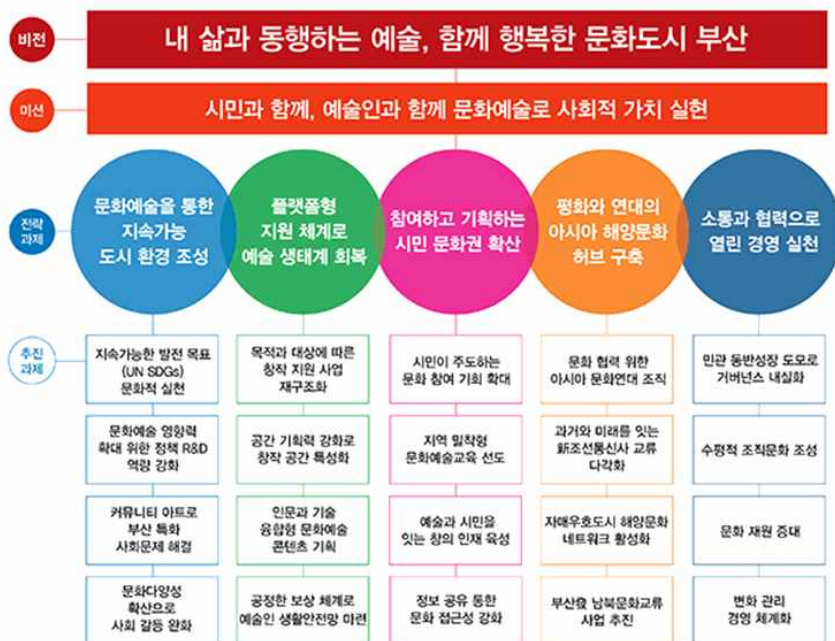 비전
내 삶과 동행하는 예술, 함께 행복한 문화도시 부산
미션
시민과 함께, 예술인과 함께 문화예술로 사회적 가치 실현
전략
과제
문화예술을 통한
지속가능
도시 환경 조성
플랫폼형
지원 체계로
예술 생태계 회복
참여하고 기획하는
시민 문화권 확산
평화와 연대의
아시아 해양문화
허브 구축
소통과 협력으로
열린 경영 실천
추진
과제
지속가능한 발전 목표
(UN SDGs)
문화적 실천
목적과 대상에 따른
창작 지원 사업
재구조화
시민이 주도하는
문화 참여 기회 확대
문화 협력 위한
아시아 문화연대 조직
민관 동반성장 도모로
거버넌스 내실화
문화예술 영향력
확대 위한 정책 R&D
역량 강화
공간 기획력 강화로
창작 공간 특성화
지역 밀착형
문화예술교육 선도
과거와 미래를 잇는
新조선통신사 교류
다각화
수평적 조직문화 조성
커뮤니티 아트로
부산 특화
사회문제 해결
인문과 기술
융합형 문화예술
콘텐츠 기획
예술과 시민을
잇는 창의 인재 육성
자매우호도시 해양문화
네트워크 활성화
문화 재원 증대
문화다양성
확산으로
사회 갈등 완화
공정한 보상 체계로
예술인 생활안전망 마련
정보 공유 통한
문화 접근성 강화
부산發 남북문화교류
사업 추진
변화 관리
경영 체계화